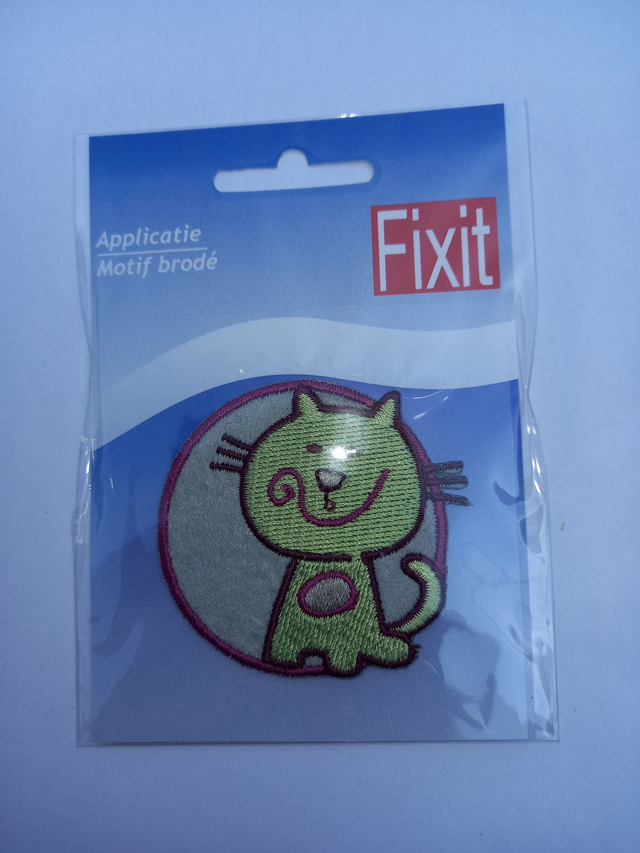 Applicatie
Motif brodé
Fixit